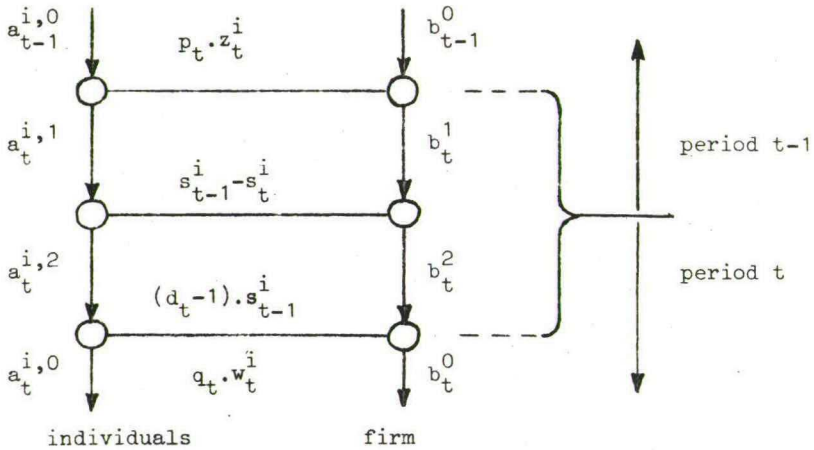 a_{t-1}^{i,0}
p_t.z_t^i
b_{t-1}^0
a_t^{i,1}
b_t^1
period t-1
s_{t-1}^i-s_t^i
a_t^{i,2}
b_t^2
period t
(d_t-1).s_{t-1}^i
a_t^{i,0}
q_t.w_t^i
b_t^0
individuals
firm